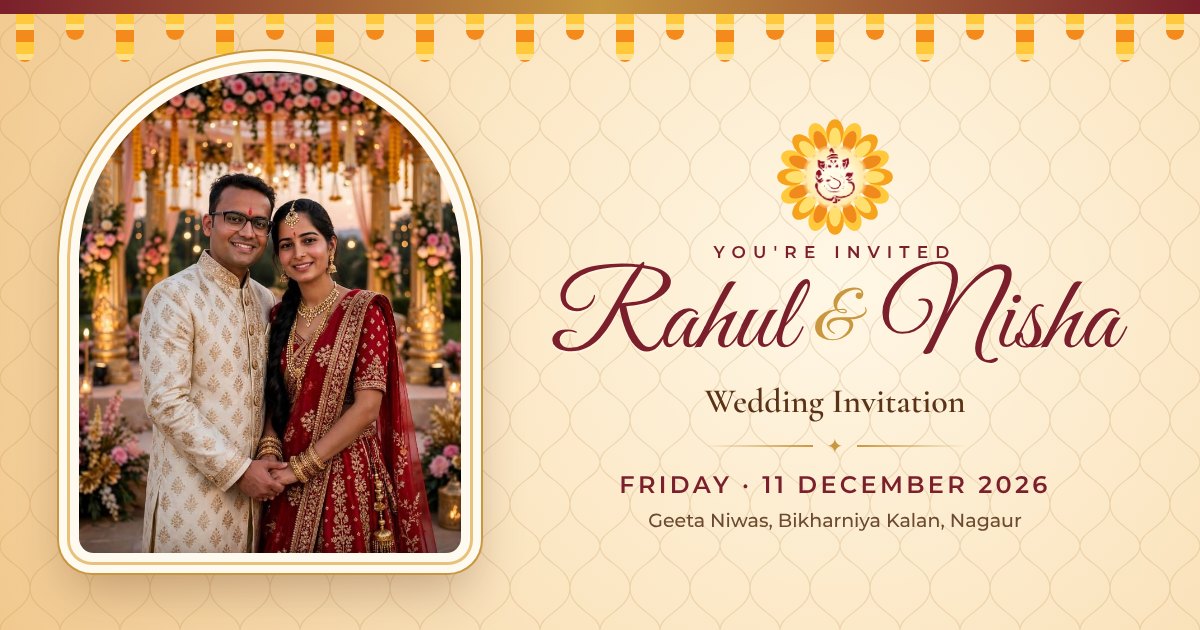 YOU'RE INVITED
Rahul & Nisha
Wedding Invitation
FRIDAY · 11 DECEMBER 2026
Geeta Niwas, Bikharniya Kalan, Nagaur